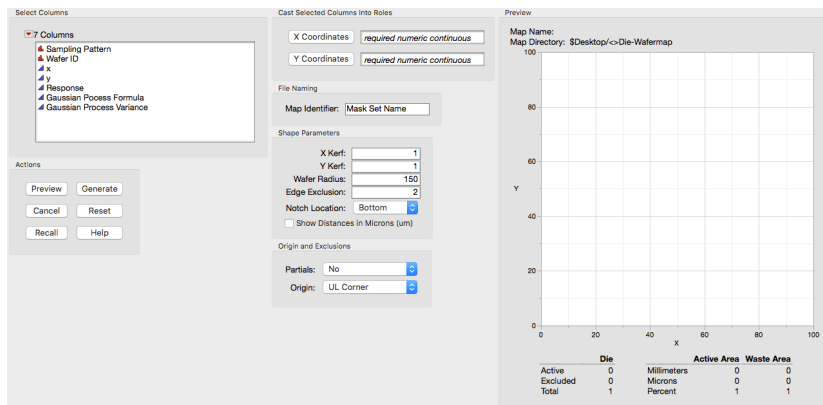 Select Columns
7 Columns
Sampling Pattern
Wafer ID
x
y
Response
Gaussian Pocess Formula
Gaussian Process Variance
Actions
Preview Generate
Cancel Reset
Recall Help
Cast Selected Columns Into Roles
X Coordinates required numeric continuous
Y Coordinates required numeric continuous
File Naming
Map Identifier: Mask Set Name
Shape Parameters
X Kerf: 1
Y Kerf: 1
Wafer Radius: 150
Edge Exclusion: 2
Notch Location: Bottom
Show Distances in Microns (um)
Origin and Exclusions
Partials: No
Origin: UL Corner
Preview
Map Name:
Map Directory: $Desktop/<>Die-Wafermap
100
80
60
Y
40
20
0
0 20 40 60 80 100
X
Die Active Area Waste Area
Active 0 Millimeters 0 0
Excluded 0 Microns 0 0
Total 1 Percent 1 1